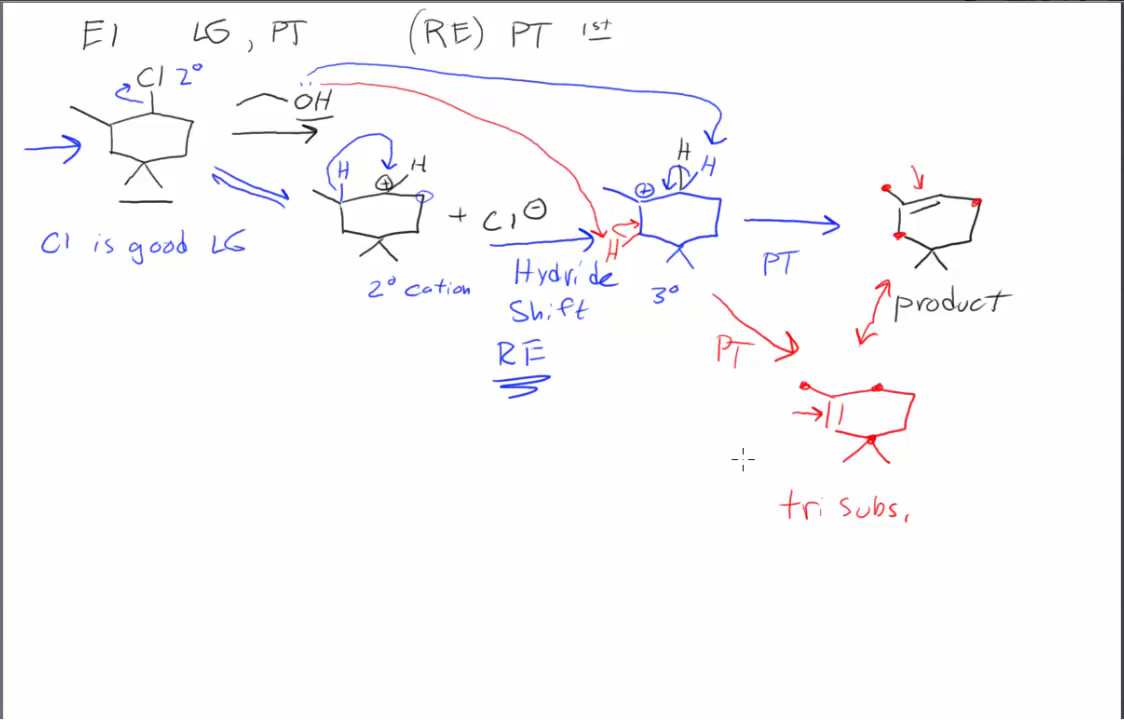 E1 LG, PT (RE) PT 1st
Cl 2°
OH
H H
⊕
+ Cl⊖
Cl is good LG
2° cation
Hydride
Shift
RE
H H
⊕
H
3°
PT
product
PT
tri subs.